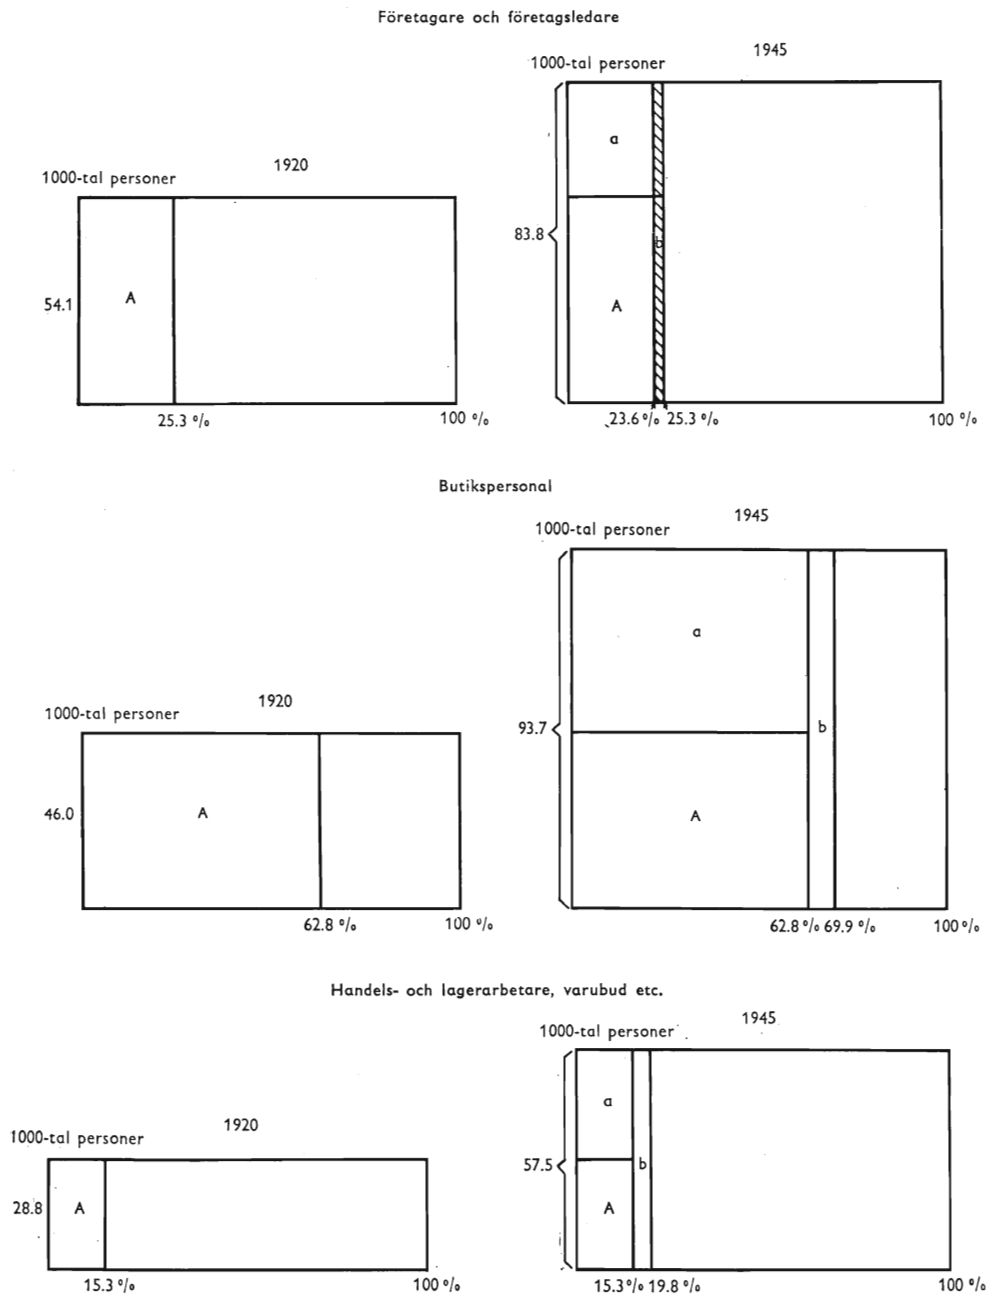 Företagare och företagsledare
1945
1000-tal personer
a
1920
1000-tal personer
83.8
b
A
54.1
A
23.6 % 25.3 %
100 %
25.3 %
100 %
Butikspersonal
1945
1000-tal personer
a
1920
1000-tal personer
93.7
b
46.0
A
A
62.8 % 69.9 %
100 %
62.8 %
100 %
Handels- och lagerarbetare, varubud etc.
1945
1000-tal personer
a
1920
1000-tal personer
57.5
b
28.8
A
A
15.3 % 19.8 %
100 %
15.3 %
100 %